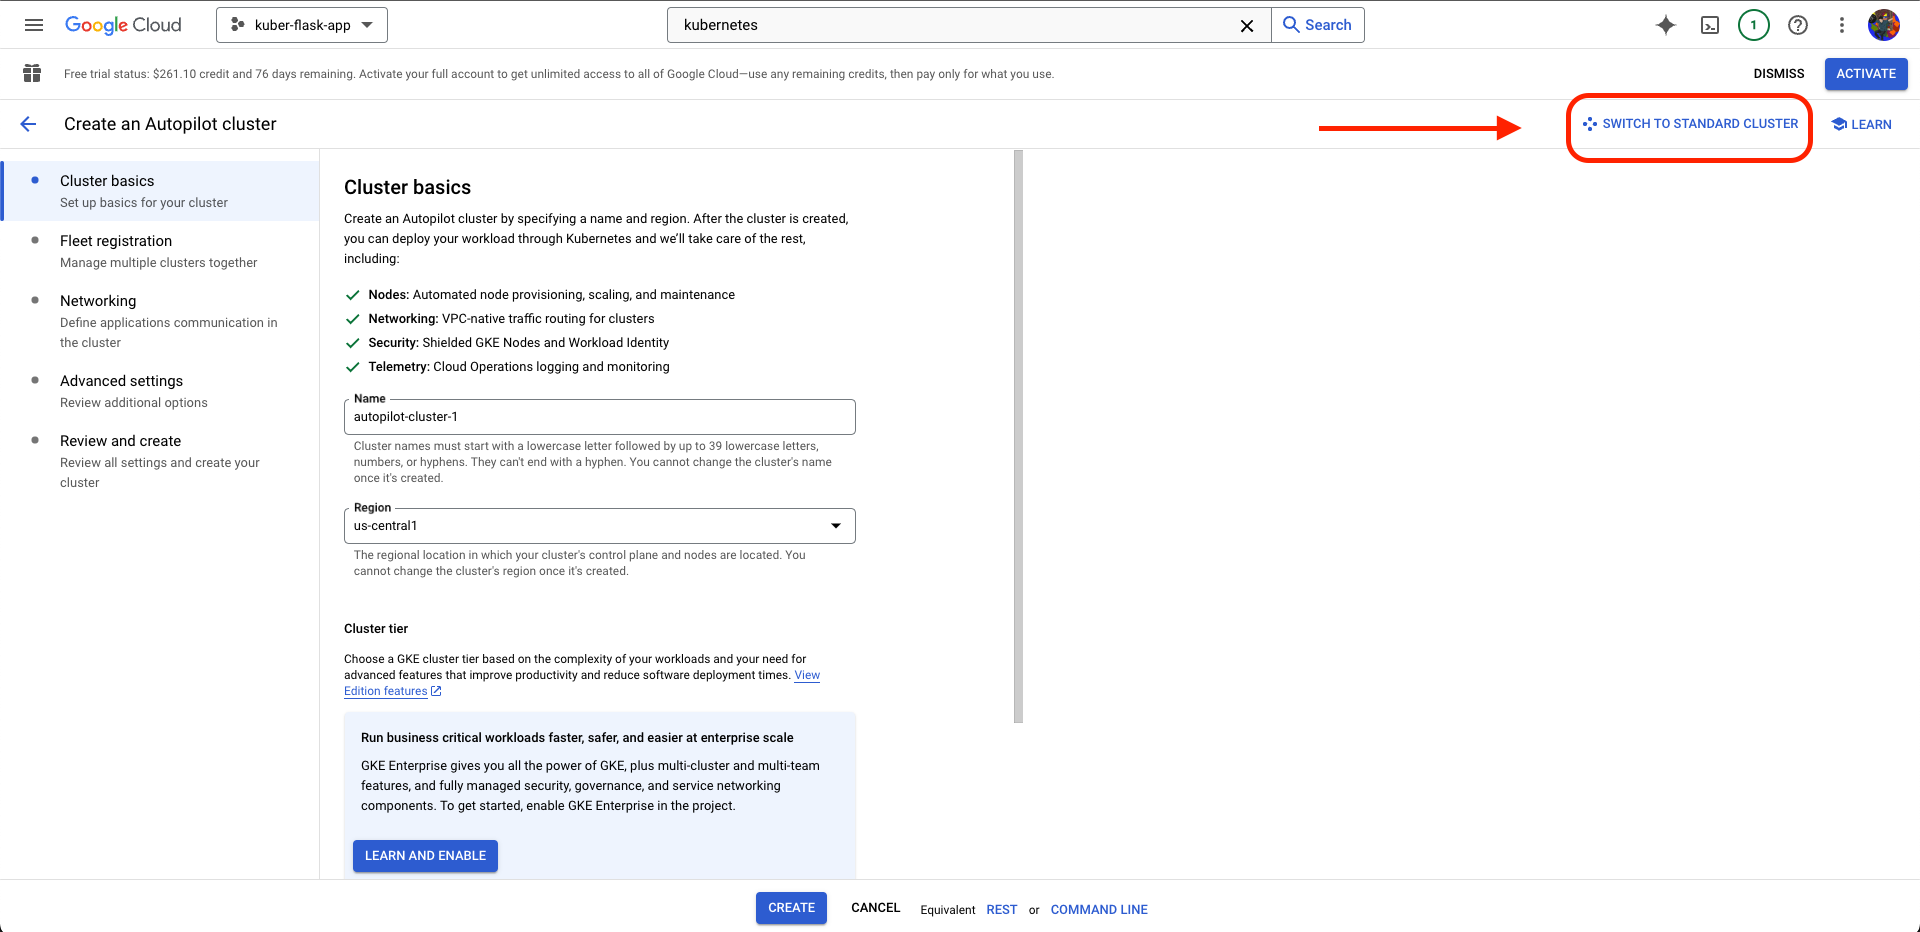 Google Cloud
kuber-flask-app
kubernetes
Search
1
Free trial status: $261.10 credit and 76 days remaining. Activate your full account to get unlimited access to all of Google Cloud—use any remaining credits, then pay only for what you use.
DISMISS
ACTIVATE
Create an Autopilot cluster
SWITCH TO STANDARD CLUSTER
LEARN
Cluster basics
Set up basics for your cluster
Fleet registration
Manage multiple clusters together
Networking
Define applications communication in
the cluster
Advanced settings
Review additional options
Review and create
Review all settings and create your
cluster
Cluster basics
Create an Autopilot cluster by specifying a name and region. After the cluster is created,
you can deploy your workload through Kubernetes and we'll take care of the rest,
including:
Nodes: Automated node provisioning, scaling, and maintenance
Networking: VPC-native traffic routing for clusters
Security: Shielded GKE Nodes and Workload Identity
Telemetry: Cloud Operations logging and monitoring
Name
autopilot-cluster-1
Cluster names must start with a lowercase letter followed by up to 39 lowercase letters,
numbers, or hyphens. They can't end with a hyphen. You cannot change the cluster's name
once it's created.
Region
us-central1
The regional location in which your cluster's control plane and nodes are located. You
cannot change the cluster's region once it's created.
Cluster tier
Choose a GKE cluster tier based on the complexity of your workloads and your need for
advanced features that improve productivity and reduce software deployment times. View
Edition features
Run business critical workloads faster, safer, and easier at enterprise scale
GKE Enterprise gives you all the power of GKE, plus multi-cluster and multi-team
features, and fully managed security, governance, and service networking
components. To get started, enable GKE Enterprise in the project.
LEARN AND ENABLE
CREATE
CANCEL
Equivalent REST or COMMAND LINE